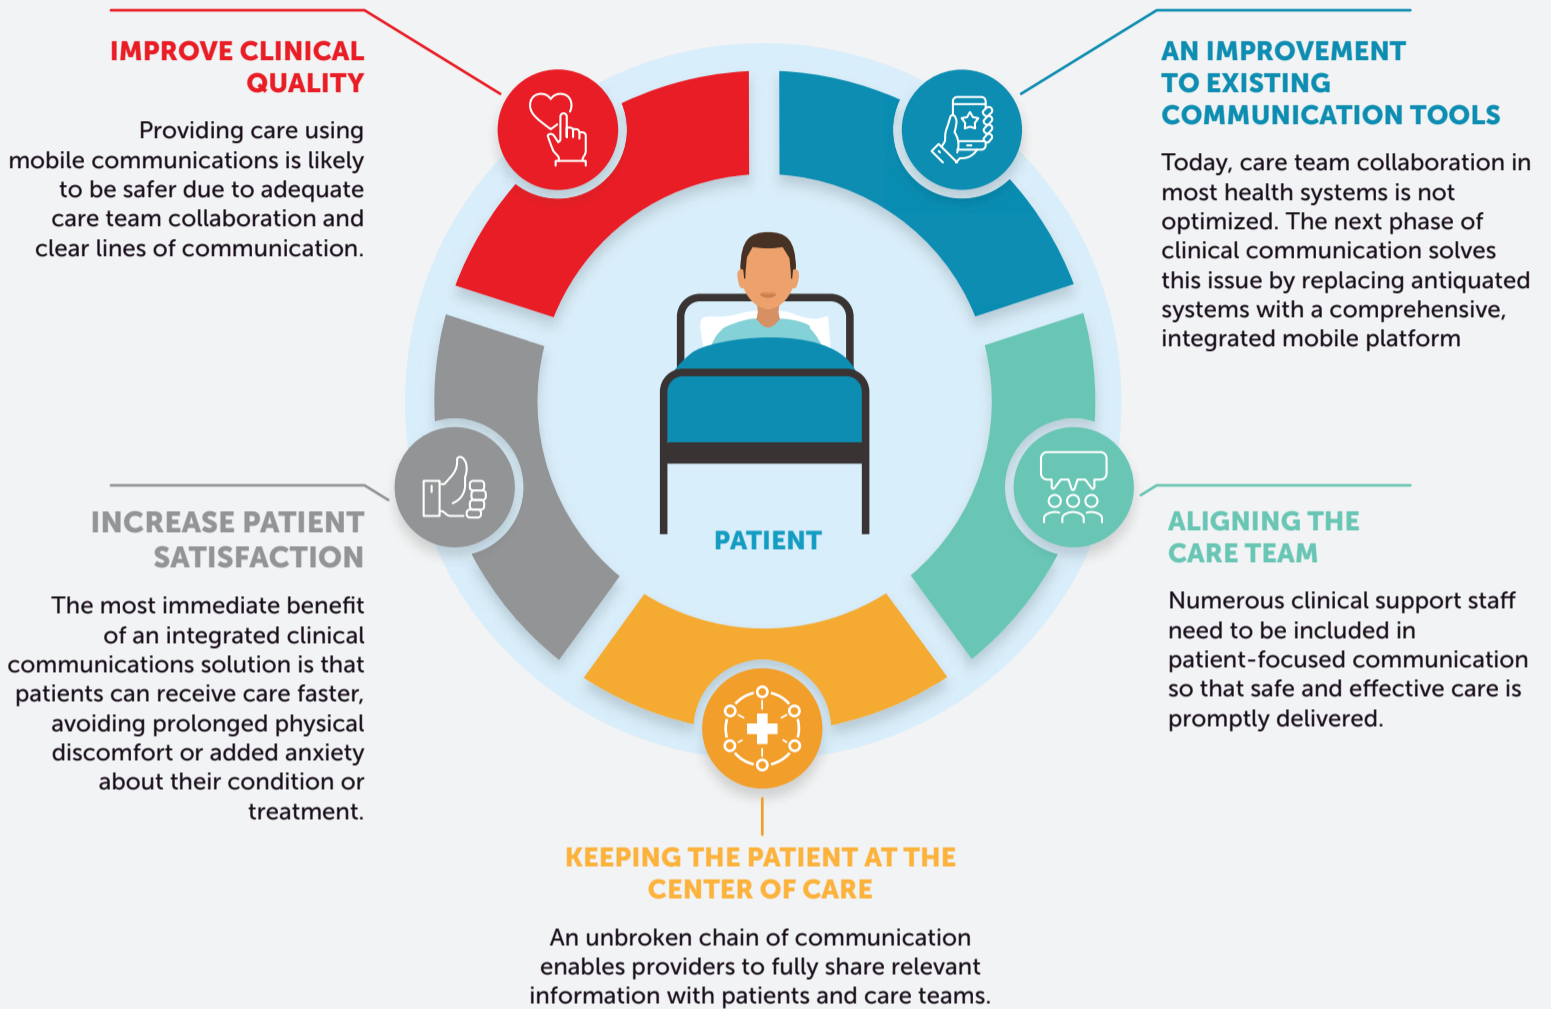 IMPROVE CLINICAL
QUALITY
Providing care using
mobile communications is likely
to be safer due to adequate
care team collaboration and
clear lines of communication.
AN IMPROVEMENT
TO EXISTING
COMMUNICATION TOOLS
Today, care team collaboration in
most health systems is not
optimized. The next phase of
clinical communication solves
this issue by replacing antiquated
systems with a comprehensive,
integrated mobile platform
INCREASE PATIENT
SATISFACTION
The most immediate benefit
of an integrated clinical
communications solution is that
patients can receive care faster,
avoiding prolonged physical
discomfort or added anxiety
about their condition or
treatment.
PATIENT
ALIGNING THE
CARE TEAM
Numerous clinical support staff
need to be included in
patient-focused communication
so that safe and effective care is
promptly delivered.
KEEPING THE PATIENT AT THE
CENTER OF CARE
An unbroken chain of communication
enables providers to fully share relevant
information with patients and care teams.